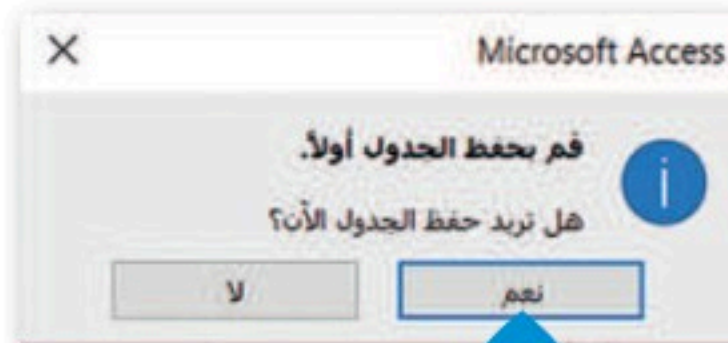 Microsoft Access
قم بحفظ الجدول أولاً.
هل تريد حفظ الجدول الآن؟
نعم
لا